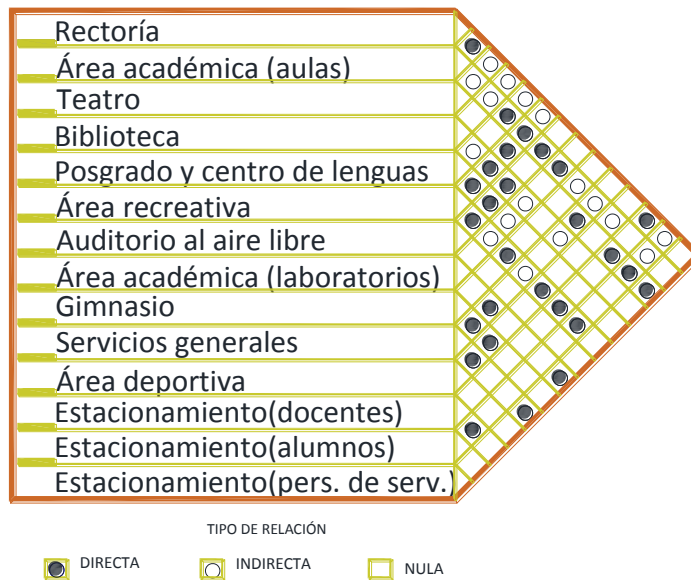 Rectoría
Área académica (aulas)
Teatro
Biblioteca
Posgrado y centro de lenguas
Área recreativa
Auditorio al aire libre
Área académica (laboratorios)
Gimnasio
Servicios generales
Área deportiva
Estacionamiento(docentes)
Estacionamiento(alumnos)
Estacionamiento(pers. de serv.)
TIPO DE RELACIÓN
DIRECTA INDIRECTA NULA